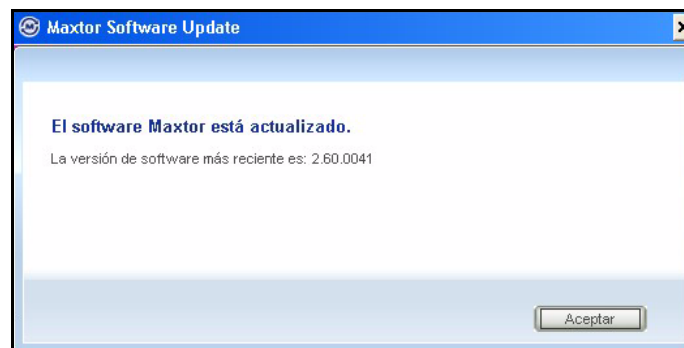 Maxtor Software Update
El software Maxtor está actualizado.
La versión de software más reciente es: 2.60.0041
Aceptar